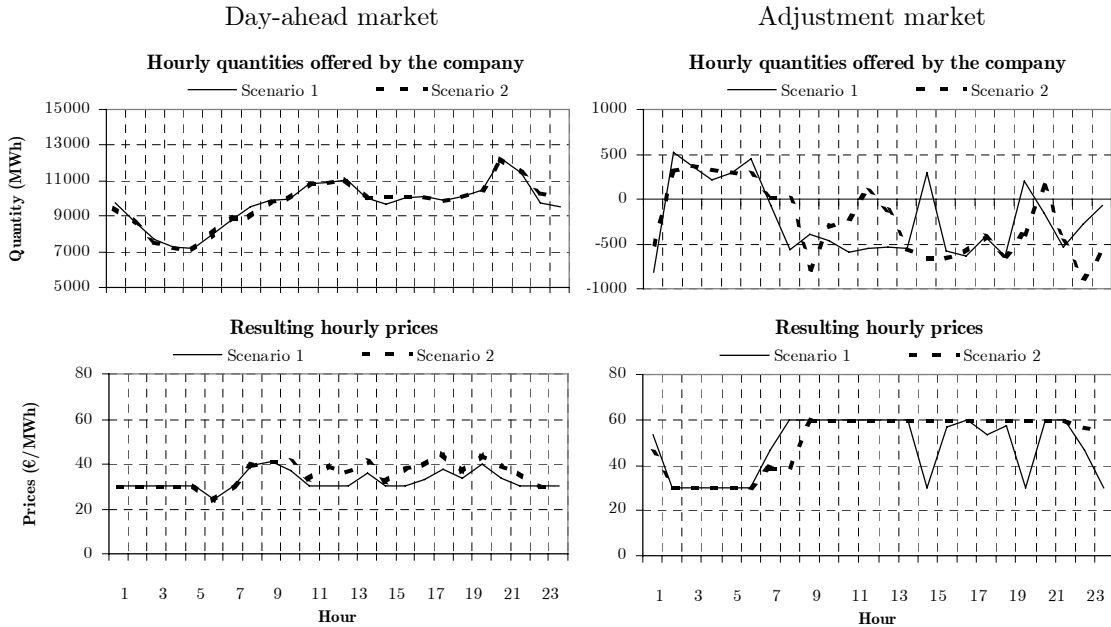 Day-ahead market
Adjustment market
Hourly quantities offered by the company
Scenario 1 Scenario 2
Quantity (MWh)
15000
13000
11000
9000
7000
5000
Hourly quantities offered by the company
Scenario 1 Scenario 2
1000
500
0
-500
-1000
Resulting hourly prices
Scenario 1 Scenario 2
Prices (€/MWh)
80
60
40
20
0
1 3 5 7 9 11 13 15 17 19 21 23
Hour
Resulting hourly prices
Scenario 1 Scenario 2
80
60
40
20
0
1 3 5 7 9 11 13 15 17 19 21 23
Hour